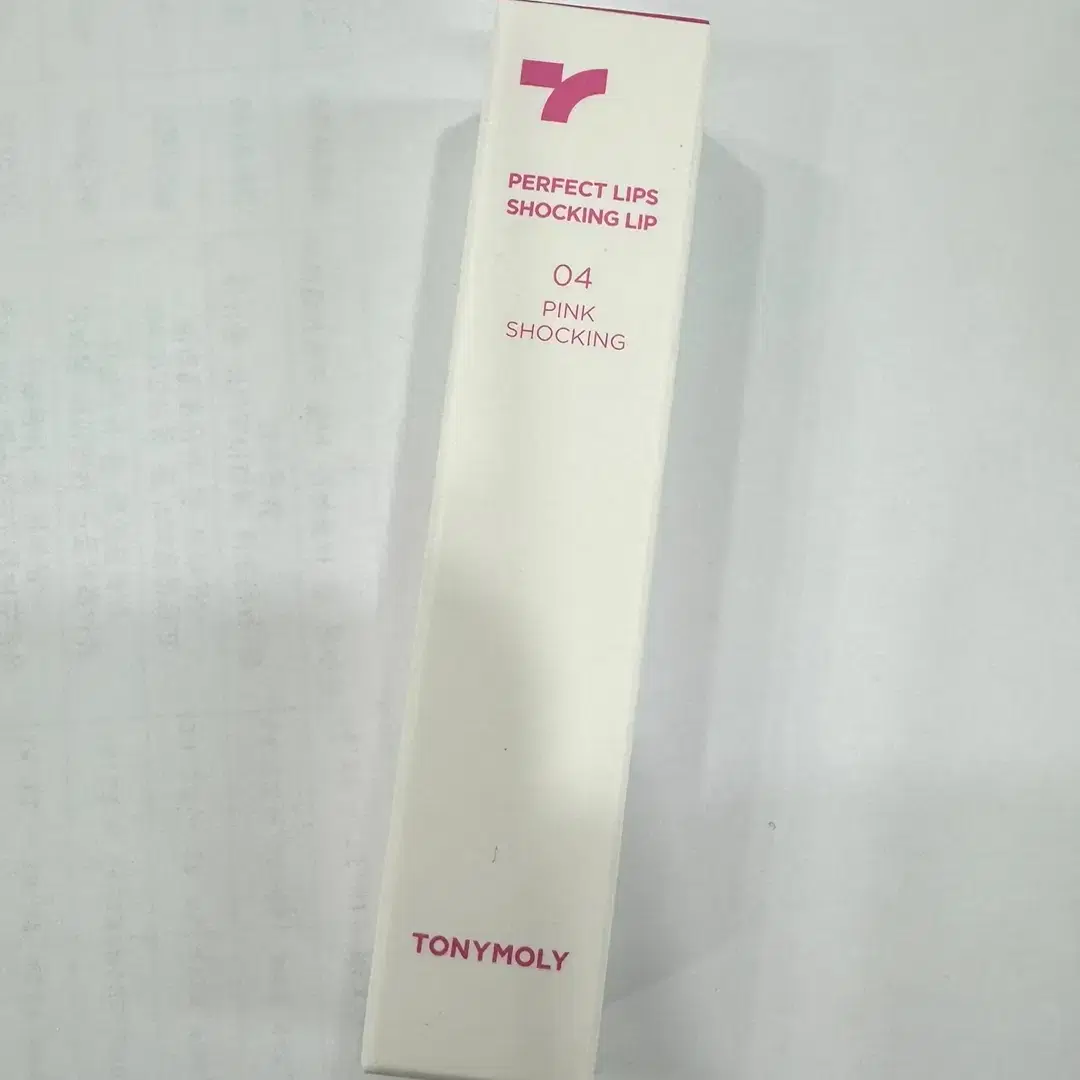 PERFECT LIPS
SHOCKING LIP
04
PINK
SHOCKING
TONYMOLY